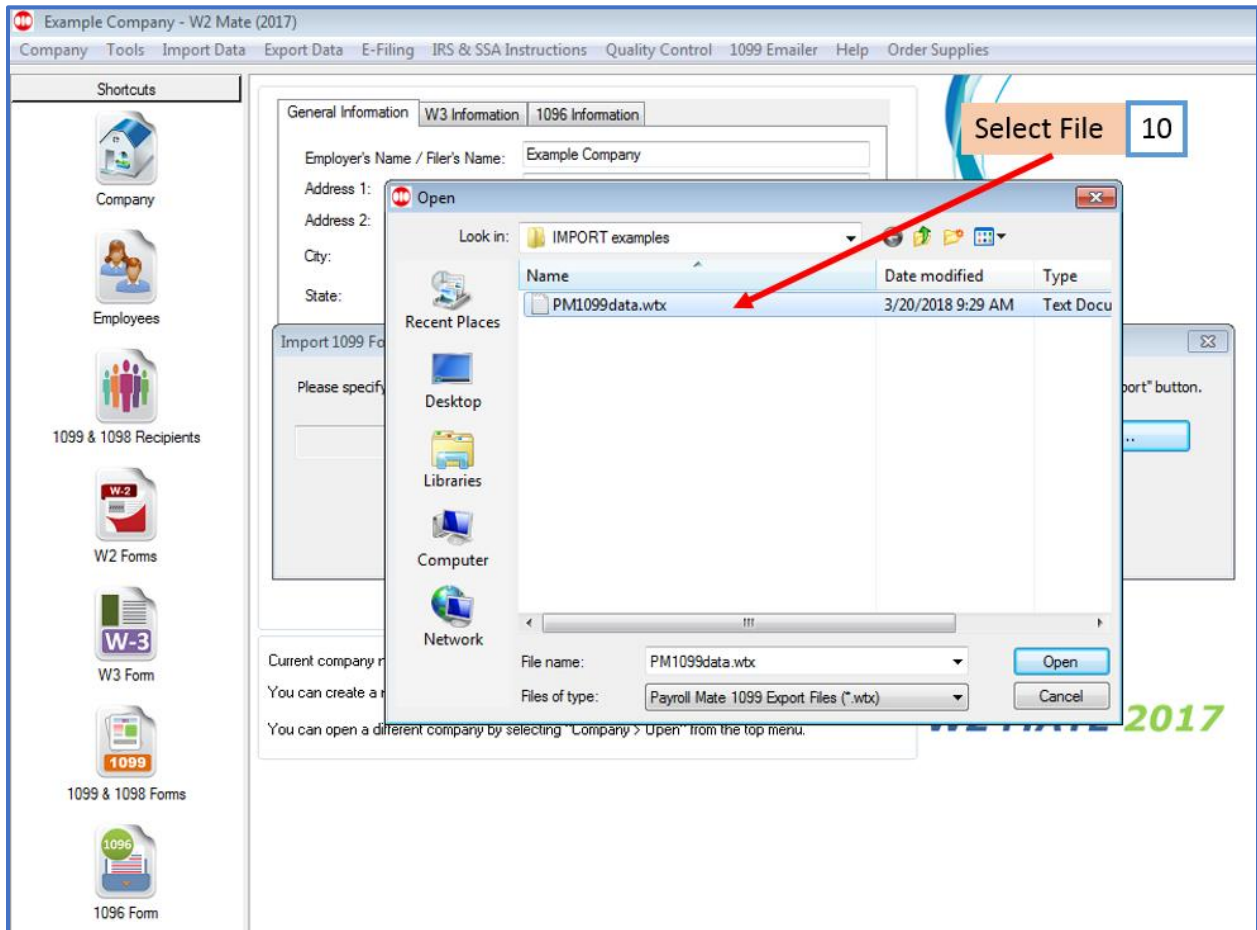 Example Company - W2 Mate (2017)
Company Tools Import Data Export Data E-Filing IRS & SSA Instructions Quality Control 1099 Emailer Help Order Supplies
Shortcuts
Company
Employees
1099 & 1098 Recipients
W-2
W2 Forms
W-3
W3 Form
1099
1099 & 1098 Forms
1096
1096 Form
General Information W3 Information 1096 Information
Employer's Name / Filer's Name: Example Company
Address 1:
Address 2:
City:
State:
Select File 10
Import 1099 Fo
Please specify
port" button.
..
Open
Look in: IMPORT examples
Name Date modified Type
PM1099data.wtx 3/20/2018 9:29 AM Text Docu
Recent Places
Desktop
Libraries
Computer
Network
File name: PM1099data.wtx Open
Files of type: Payroll Mate 1099 Export Files (*.wtx) Cancel
Current company n
You can create a n
You can open a different company by selecting "Company > Open" from the top menu.
2017